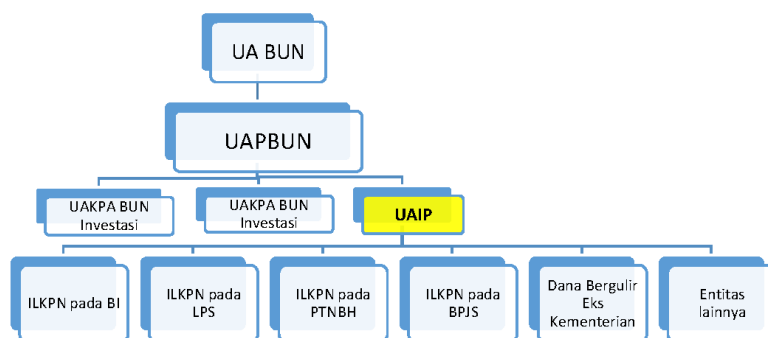 UA BUN
UAPBUN
UAKPA BUN
Investasi
UAKPA BUN
Investasi
UAIP
ILKPN pada BI
ILKPN pada
LPS
ILKPN pada
PTNBH
ILKPN pada
BPJS
Dana Bergulir
Eks
Kementerian
Entitas
lainnya